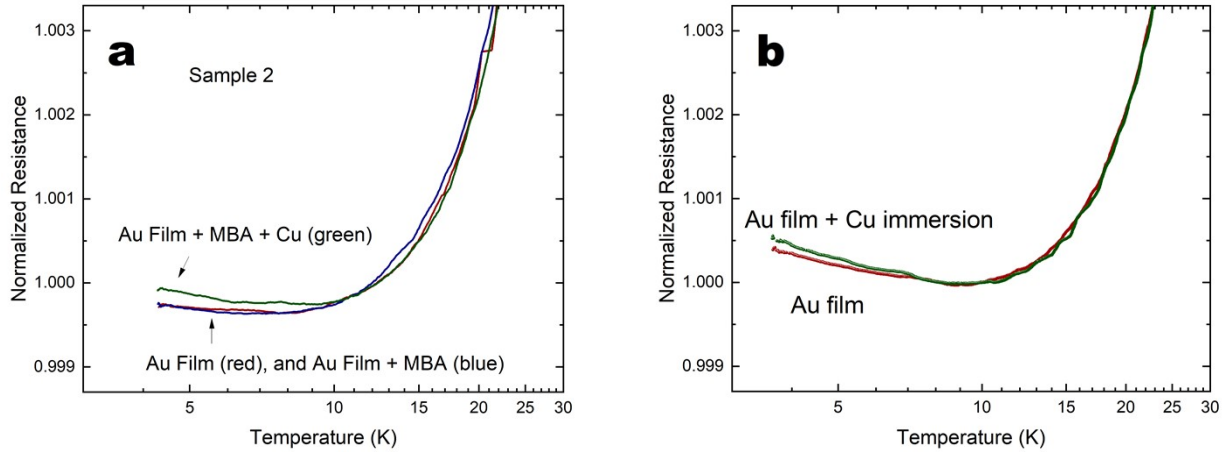 a
Sample 2
1.003
1.002
1.001
1.000
0.999
Normalized Resistance
Au Film + MBA + Cu (green)
Au Film (red), and Au Film + MBA (blue)
5
10
15
20
25
30
Temperature (K)
b
1.003
1.002
1.001
1.000
0.999
Normalized Resistance
Au film + Cu immersion
Au film
5
10
15
20
25
30
Temperature (K)